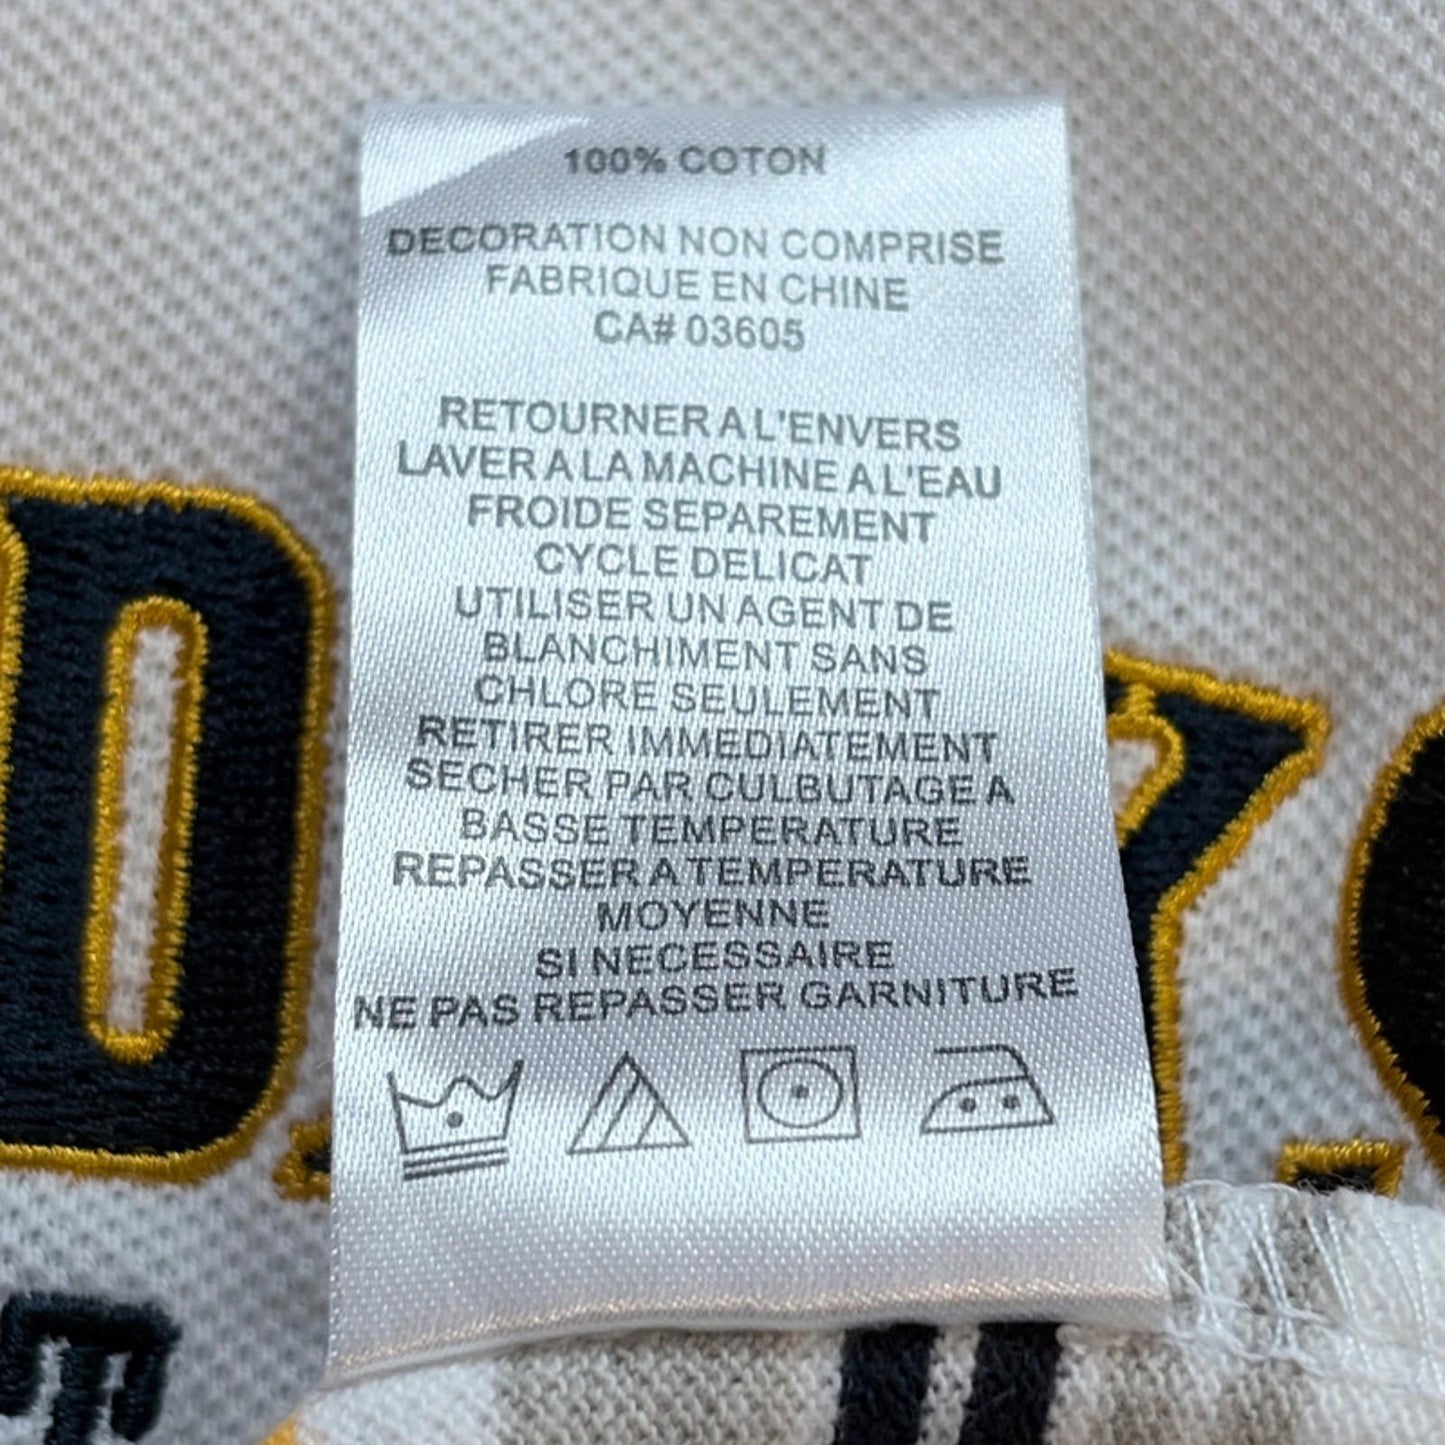 100% COTON
DECORATION NON COMPRISE
FABRIQUE EN CHINE
CA# 03605
RETOURNER A L'ENVERS
LAVER A LA MACHINE A L'EAU
FROIDE SEPAREMENT
CYCLE DELICAT
UTILISER UN AGENT DE
BLANCHIMENT SANS
CHLORE SEULEMENT
RETIRER IMMEDIATEMENT
SECHER PAR CULBUTAGE A
BASSE TEMPERATURE
REPASSER A TEMPERATURE
MOYENNE
SI NECESSAIRE
NE PAS REPASSER GARNITURE